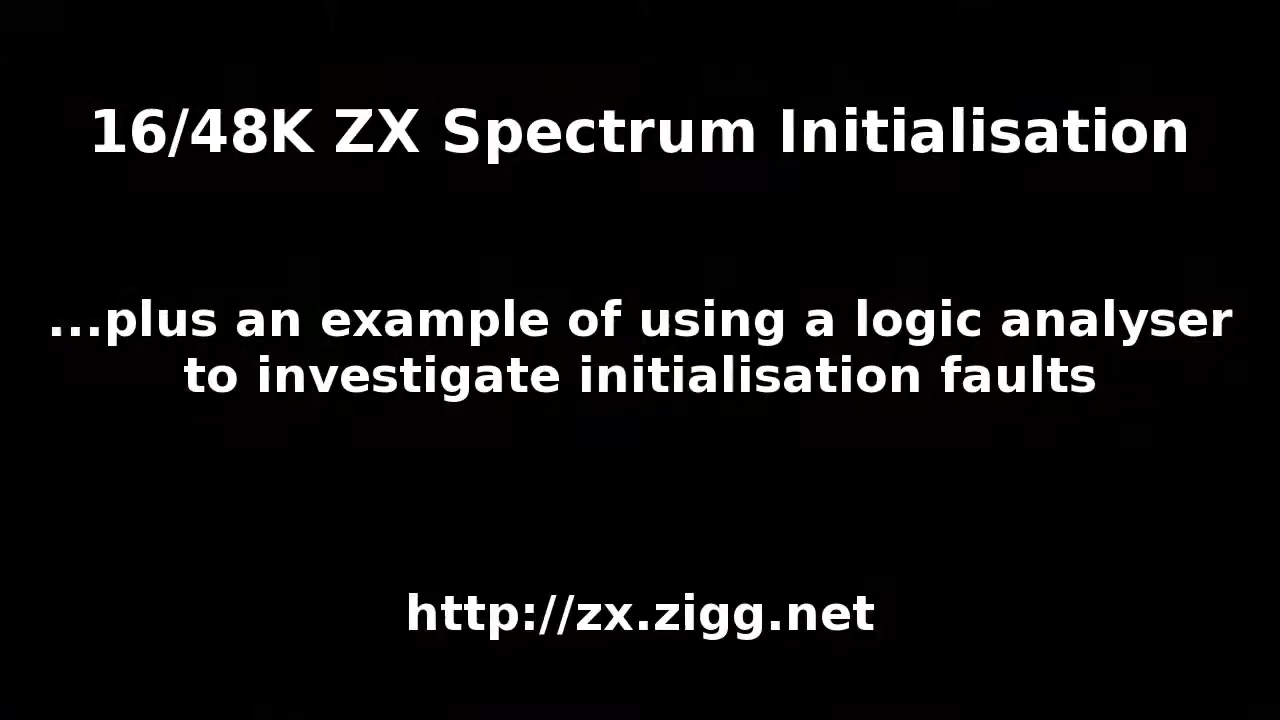 16/48K ZX Spectrum Initialisation
...plus an example of using a logic analyser
to investigate initialisation faults
http://zx.zigg.net